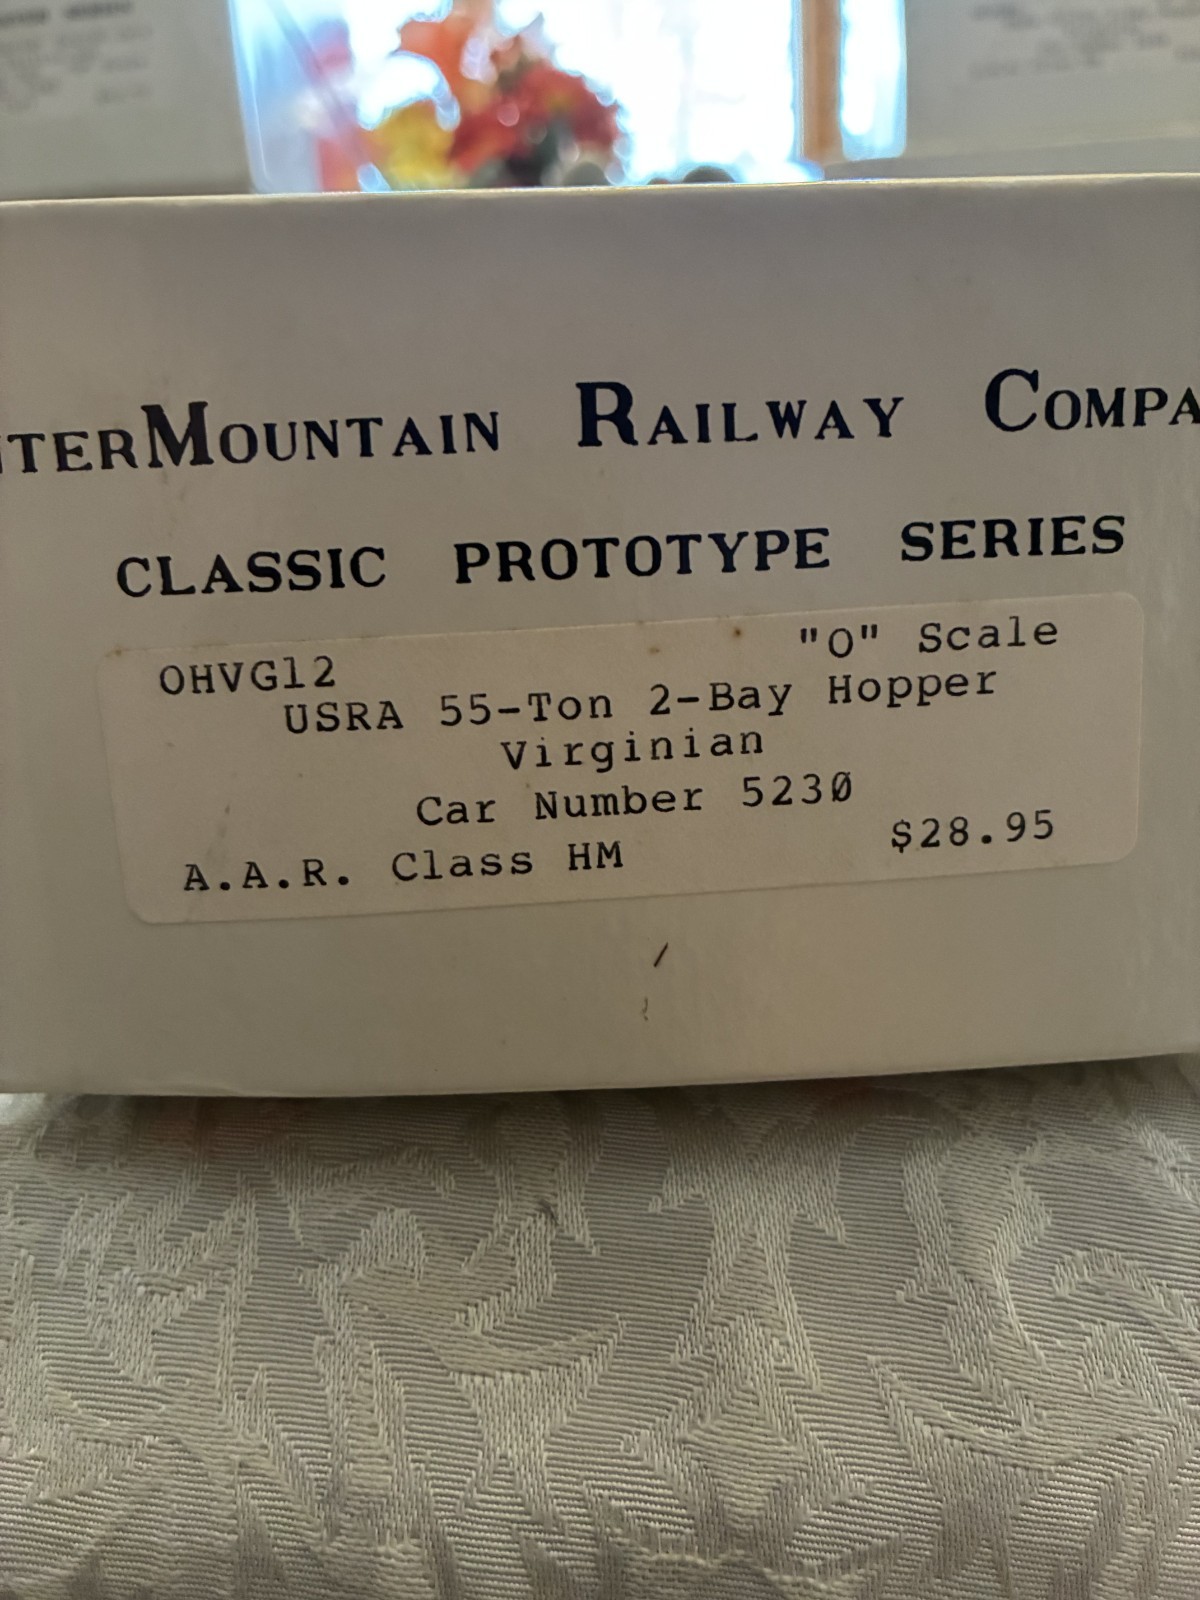 NTERMOUNTAIN RAILWAY COMPA
CLASSIC PROTOTYPE SERIES
OHVG12 "O" Scale
USRA 55-Ton 2-Bay Hopper
Virginian
Car Number 5230
A.A.R. Class HM $28.95